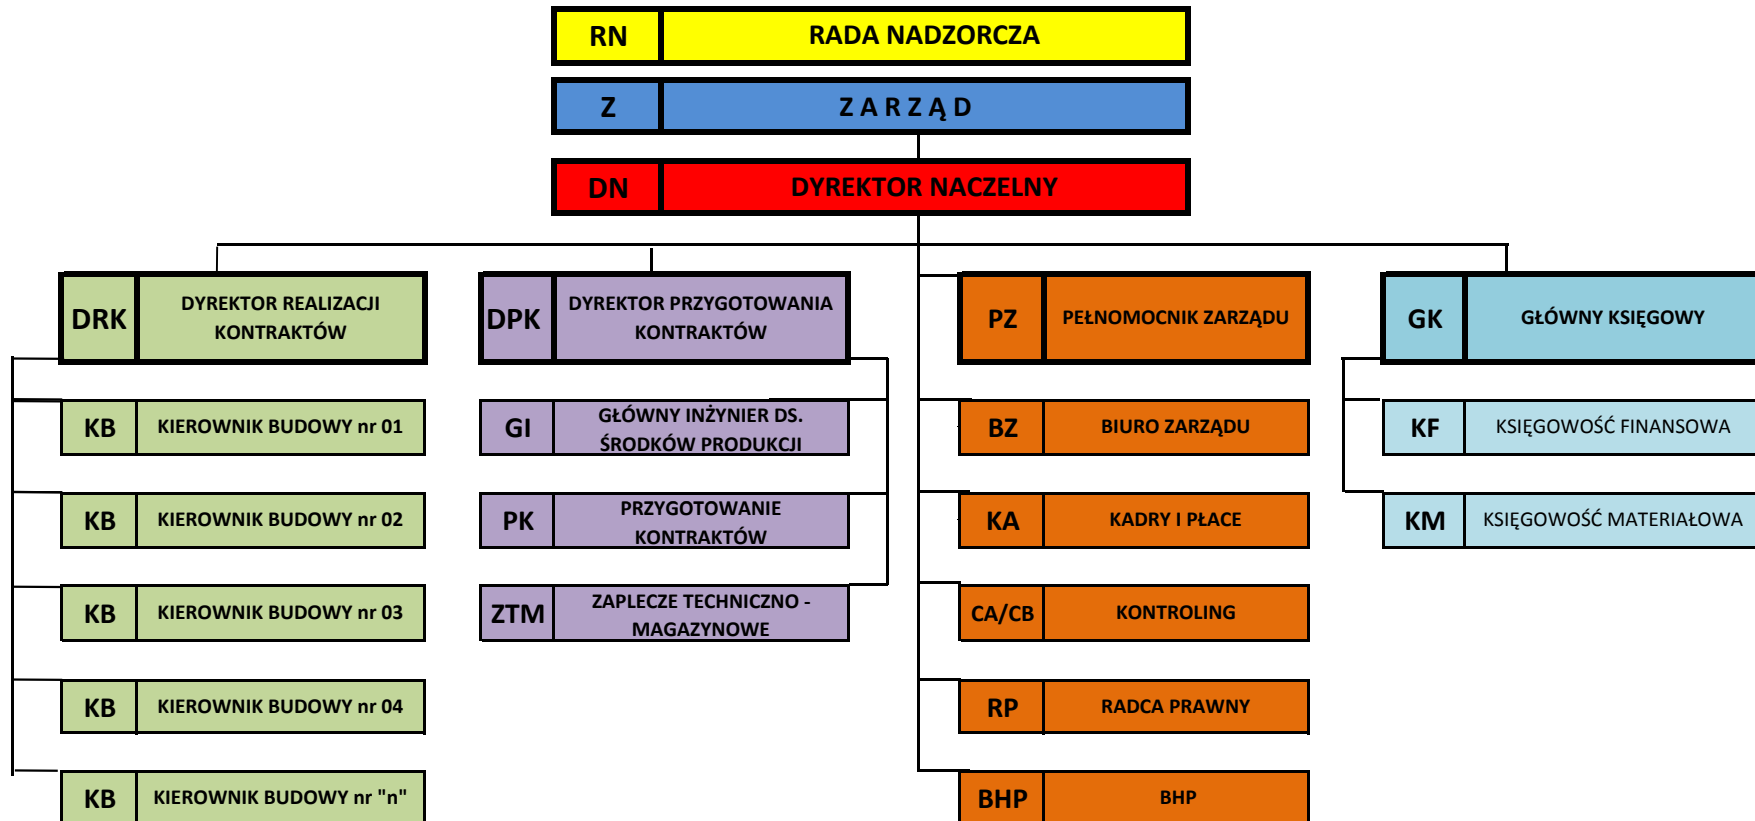 RN RADA NADZORCZA
Z Z A R Z Ą D
DN DYREKTOR NACZELNY
DRK DYREKTOR REALIZACJI
KONTRAKTÓW
DPK DYREKTOR PRZYGOTOWANIA
KONTRAKTÓW
PZ PEŁNOMOCNIK ZARZĄDU
GK GŁÓWNY KSIĘGOWY
KB KIEROWNIK BUDOWY nr 01
GI GŁÓWNY INŻYNIER DS.
ŚRODKÓW PRODUKCJI
BZ BIURO ZARZĄDU
KF KSIĘGOWOŚĆ FINANSOWA
KB KIEROWNIK BUDOWY nr 02
PK PRZYGOTOWANIE
KONTRAKTÓW
KA KADRY I PŁACE
KM KSIĘGOWOŚĆ MATERIAŁOWA
KB KIEROWNIK BUDOWY nr 03
ZTM ZAPLECZE TECHNICZNO -
MAGAZYNOWE
CA/CB KONTROLING
KB KIEROWNIK BUDOWY nr 04
RP RADCA PRAWNY
KB KIEROWNIK BUDOWY nr "n"
BHP BHP